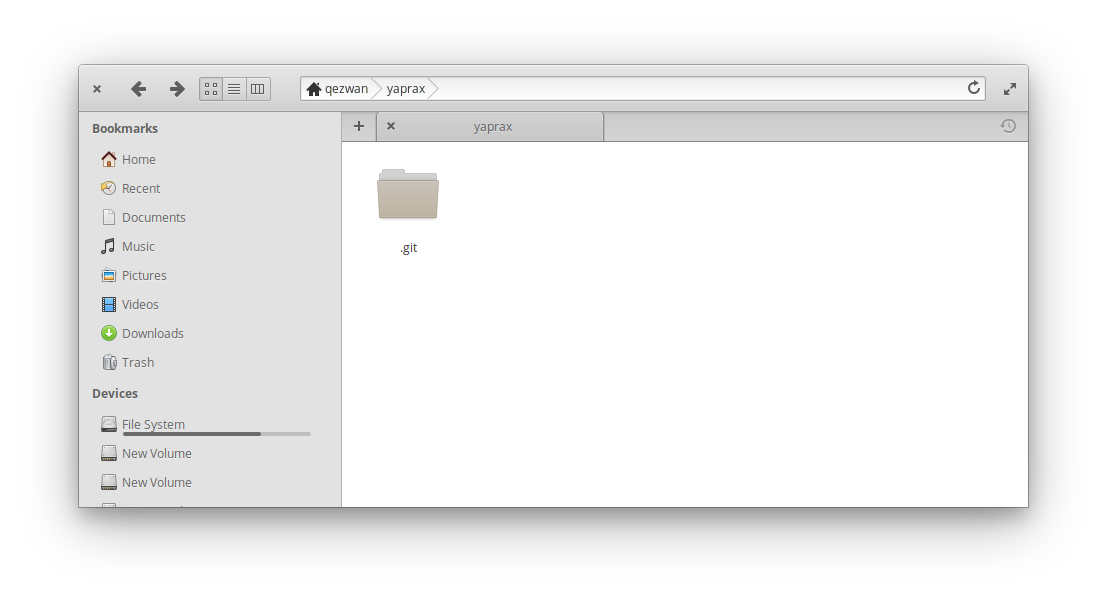 qezwan yaprax
Bookmarks
yaprax
Home
Recent
Documents
Music
Pictures
Videos
Downloads
Trash
Devices
File System
New Volume
New Volume
.git